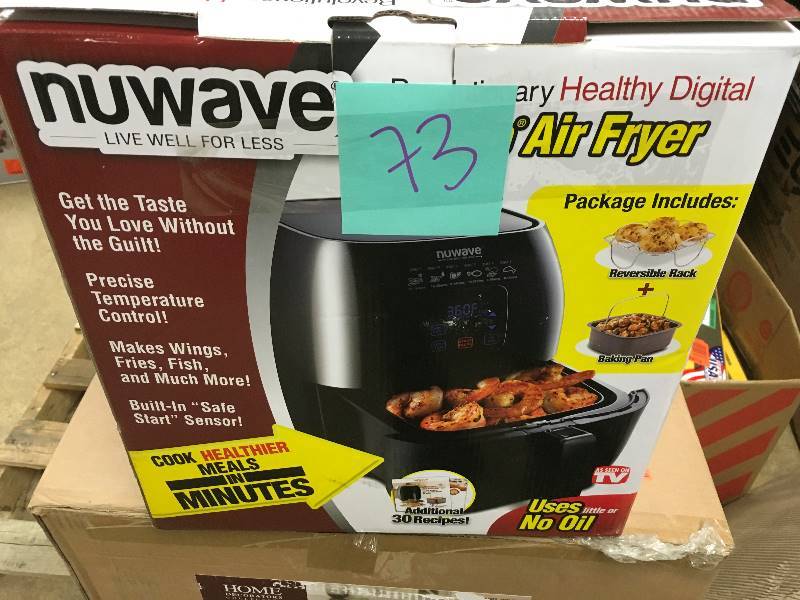 nuwave
LIVE WELL FOR LESS
73
Healthy Digital
Air Fryer
Get the Taste
You Love Without
the Guilt!
Precise
Temperature
Control!
Makes Wings,
Fries, Fish,
and Much More!
Built-In "Safe
Start" Sensor!
COOK HEALTHIER
MEALS
IN
MINUTES
Package Includes:
Reversible Rack
+
Baking Pan
nuwave
360F
Additional
30 Recipes!
AS SEEN ON
TV
Uses little or
No Oil
USA
HOME
DECORATORS